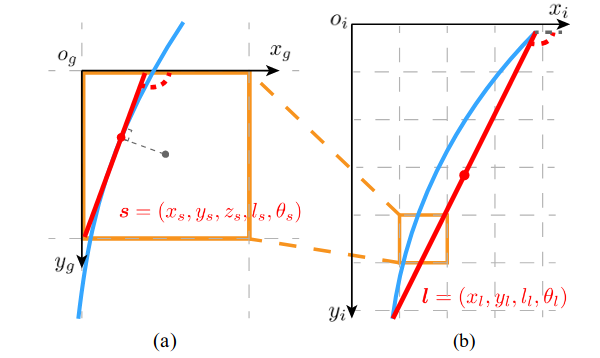 o_g
x_g
s = (x_s, y_s, z_s, l_s, θ_s)
y_g
(a)
o_i
x_i
l = (x_l, y_l, l_l, θ_l)
y_i
(b)